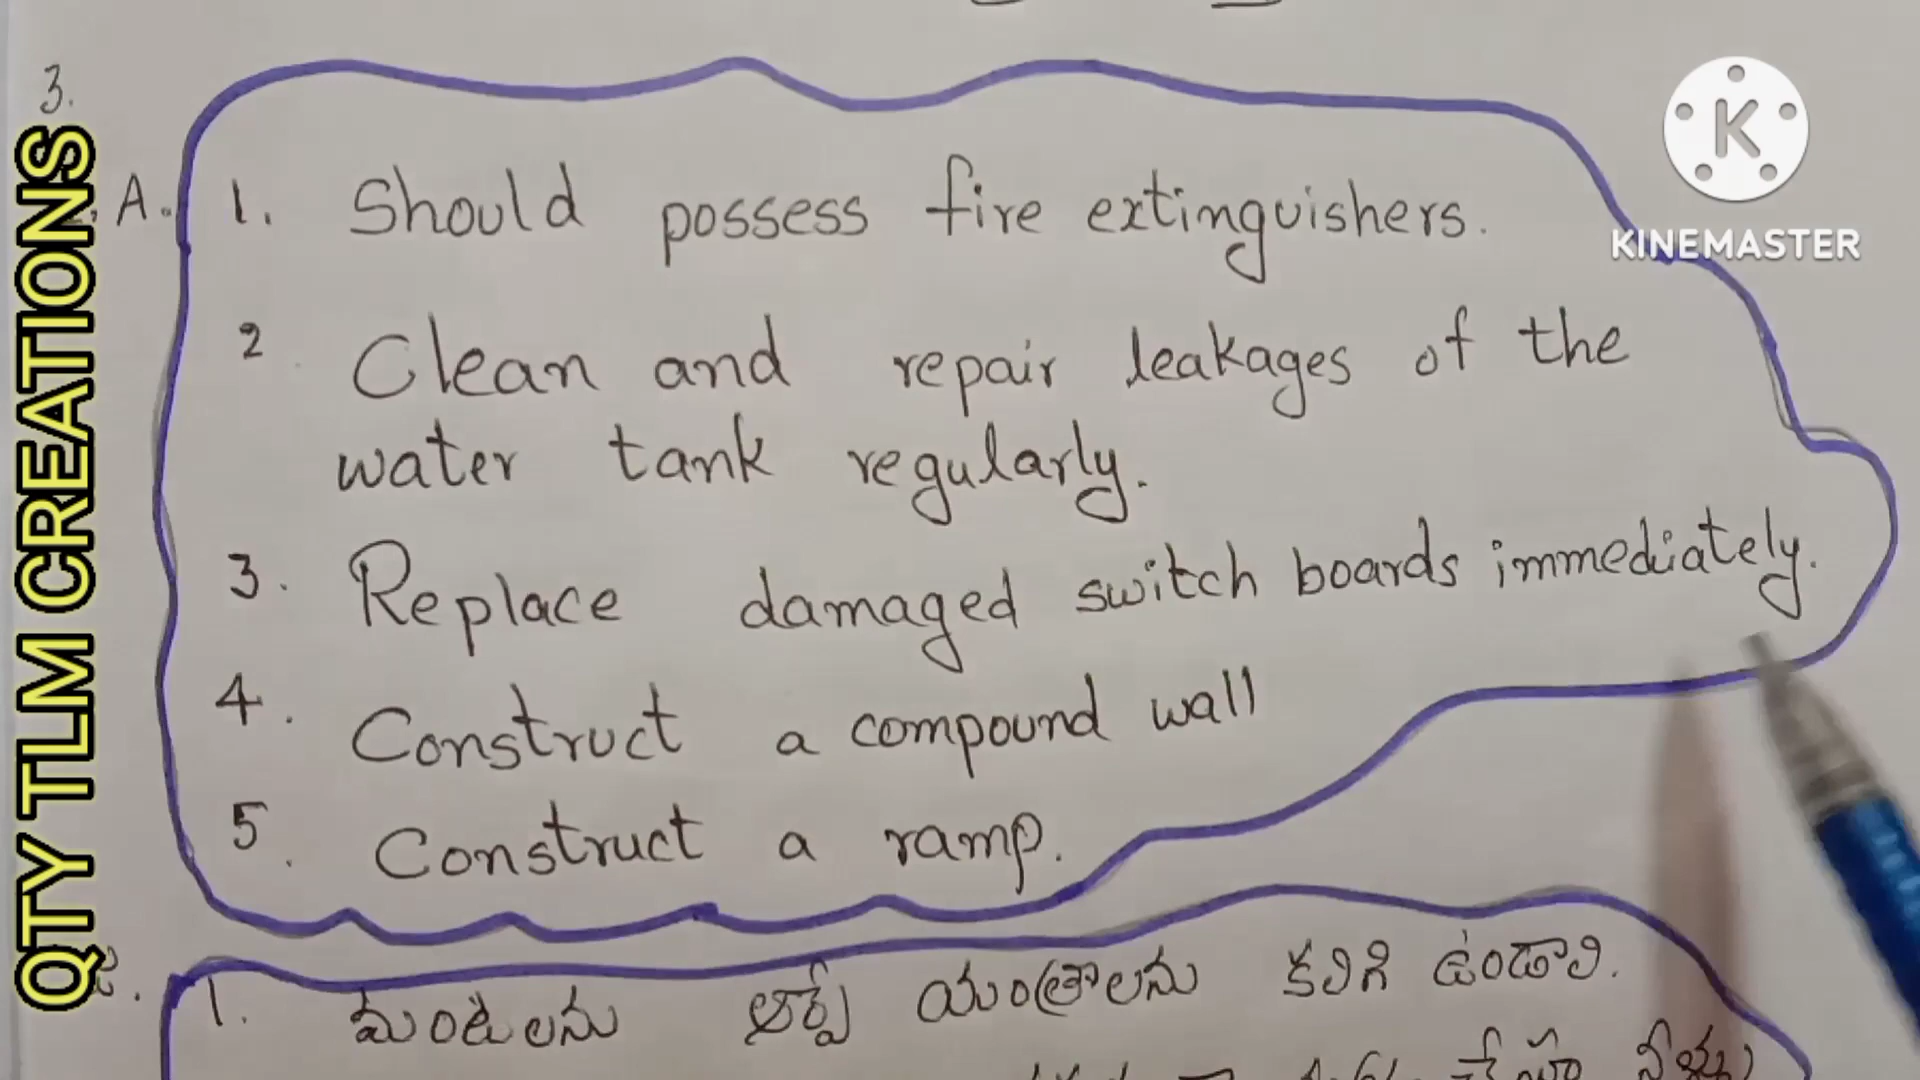 3.
A. 1. Should possess fire extinguishers.
2. Clean and repair leakages of the
water tank regularly.
3. Replace damaged switch boards immediately.
4. Construct a compound wall
5. Construct a ramp.
1. మంటలను ఆర్పే యంత్రాలను కలిగి ఉండాలి.
QTY TLM CREATIONS
K
KINEMASTER